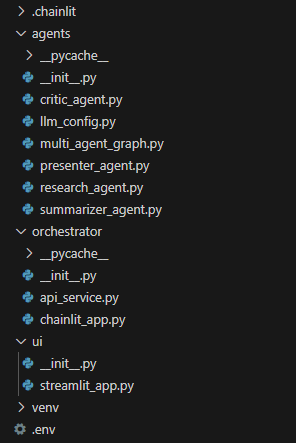 .chainlit
agents
__pycache__
__init__.py
critic_agent.py
llm_config.py
multi_agent_graph.py
presenter_agent.py
research_agent.py
summarizer_agent.py
orchestrator
__pycache__
__init__.py
api_service.py
chainlit_app.py
ui
__init__.py
streamlit_app.py
venv
.env